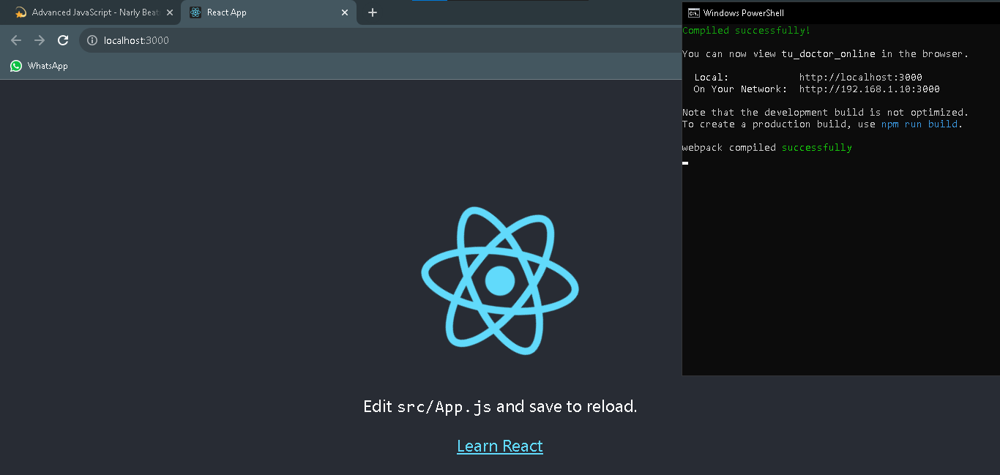 Advanced JavaScript - Narly Beats
React App
localhost:3000
WhatsApp
Windows PowerShell
Compiled successfully!
You can now view tu_doctor_online in the browser.
Local: http://localhost:3000
On Your Network: http://192.168.1.10:3000
Note that the development build is not optimized.
To create a production build, use npm run build.
webpack compiled successfully
Edit src/App.js and save to reload.
Learn React